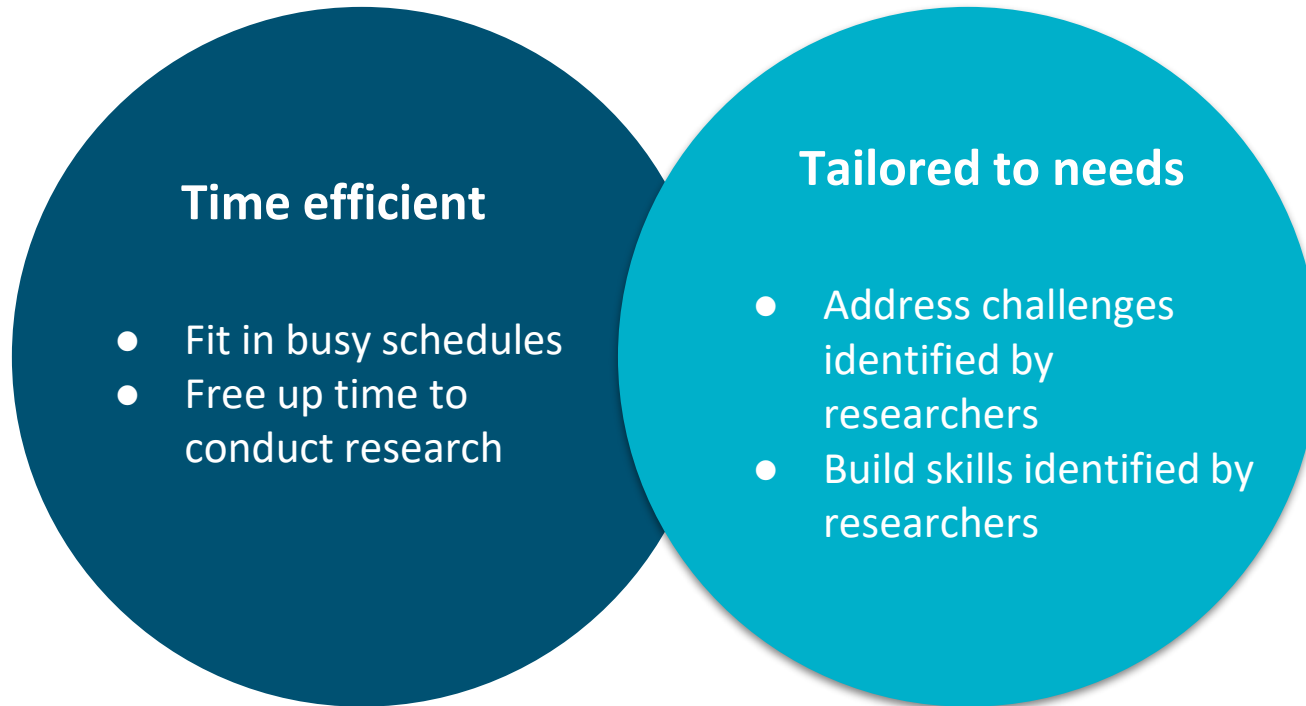 Time efficient
● Fit in busy schedules
● Free up time to
conduct research
Tailored to needs
● Address challenges
identified by
researchers
● Build skills identified by
researchers